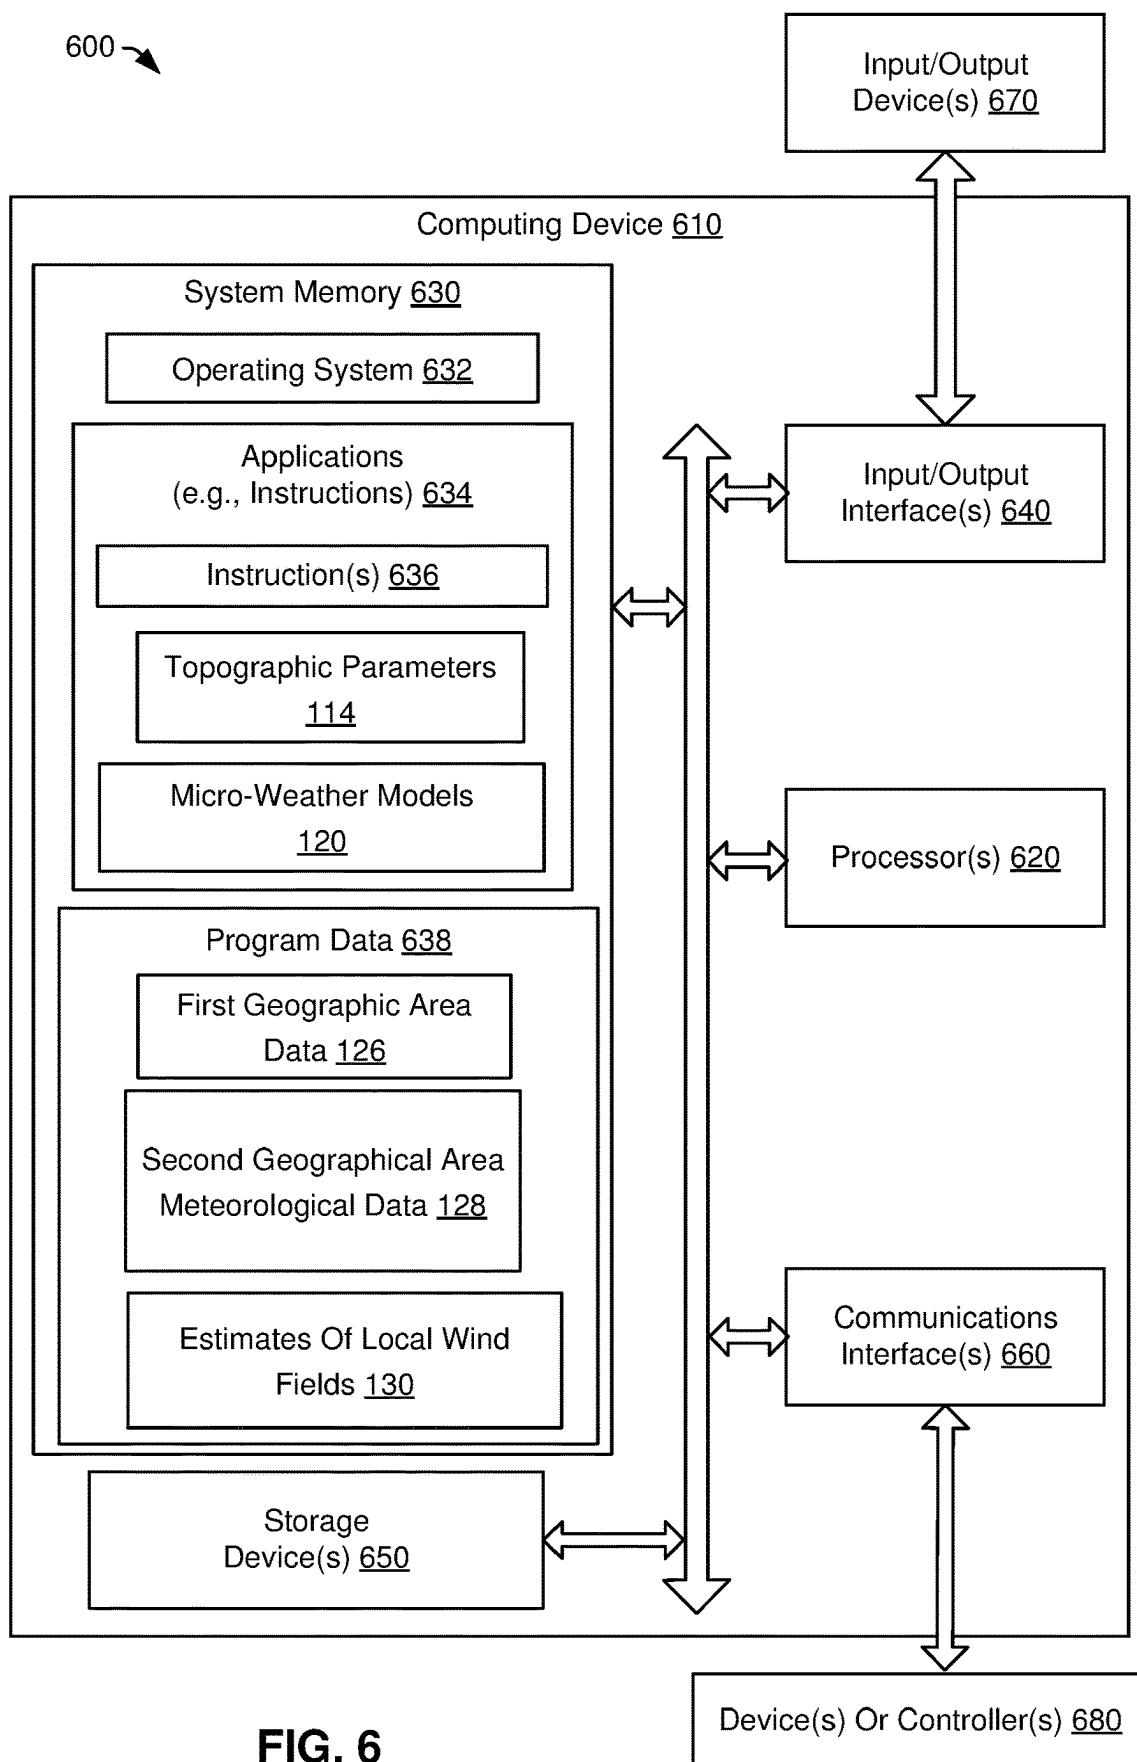 600
Input/Output
Device(s) 670
Computing Device 610
System Memory 630
Operating System 632
Applications
(e.g., Instructions) 634
Instruction(s) 636
Topographic Parameters
114
Micro-Weather Models
120
Program Data 638
First Geographic Area
Data 126
Second Geographical Area
Meteorological Data 128
Estimates Of Local Wind
Fields 130
Storage
Device(s) 650
Input/Output
Interface(s) 640
Processor(s) 620
Communications
Interface(s) 660
Device(s) Or Controller(s) 680
FIG. 6